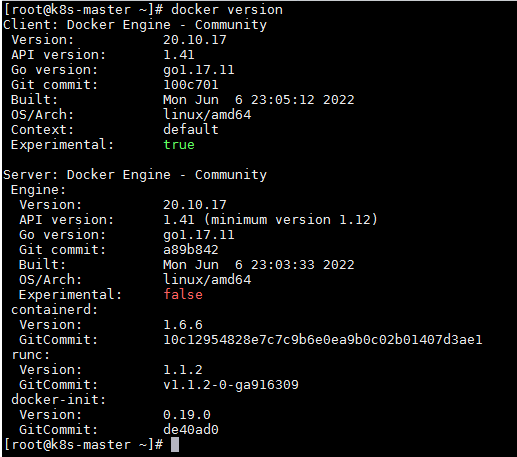 [root@k8s-master ~]# docker version
Client: Docker Engine - Community
Version: 20.10.17
API version: 1.41
Go version: go1.17.11
Git commit: 100c701
Built: Mon Jun 6 23:05:12 2022
OS/Arch: linux/amd64
Context: default
Experimental: true
Server: Docker Engine - Community
Engine:
Version: 20.10.17
API version: 1.41 (minimum version 1.12)
Go version: go1.17.11
Git commit: a89b842
Built: Mon Jun 6 23:03:33 2022
OS/Arch: linux/amd64
Experimental: false
containerd:
Version: 1.6.6
GitCommit: 10c12954828e7c7c9b6e0ea9b0c02b01407d3ae1
runc:
Version: 1.1.2
GitCommit: v1.1.2-0-ga916309
docker-init:
Version: 0.19.0
GitCommit: de40ad0
[root@k8s-master ~]#